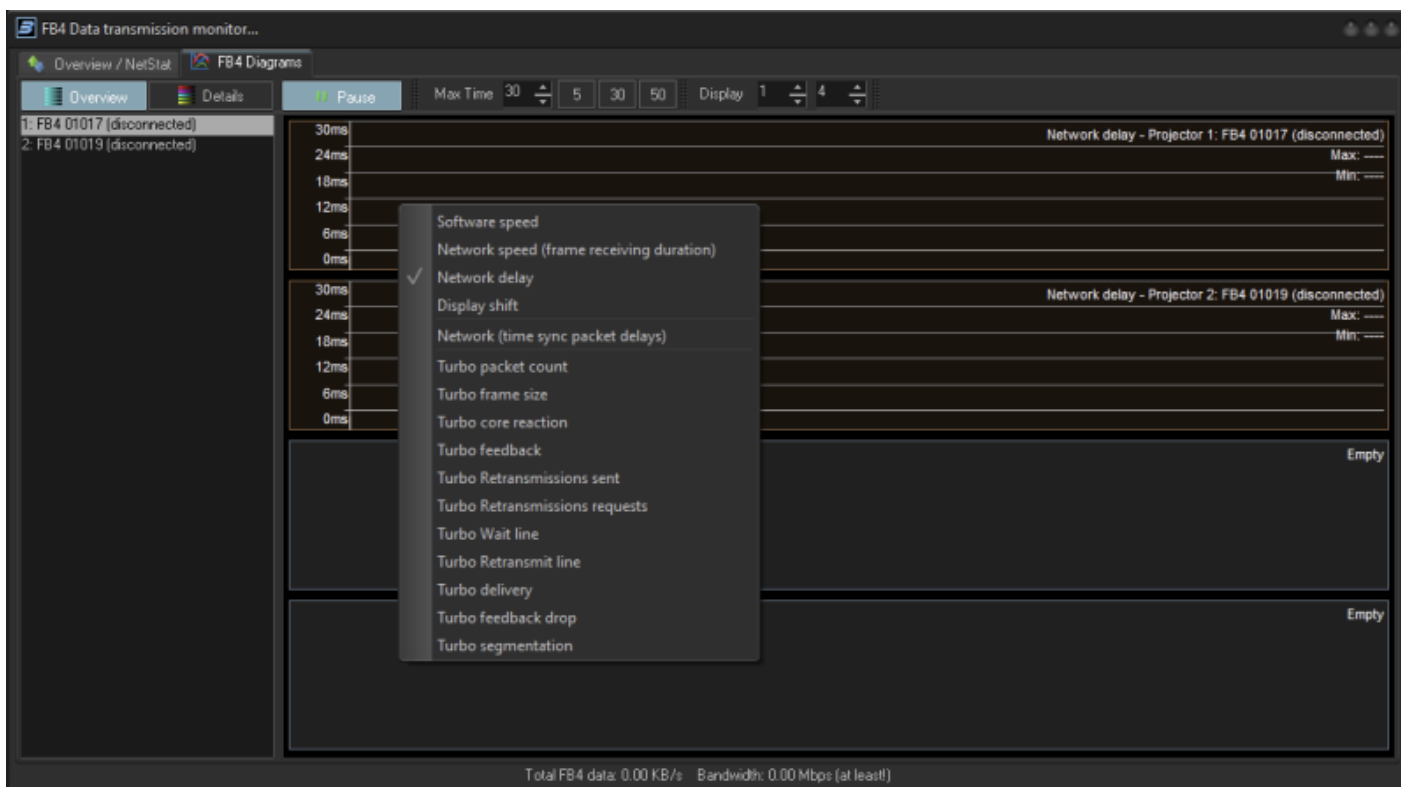 FB4 Data transmission monitor...
Overview / NetStat FB4 Diagrams
Overview Details Pause Max Time 30 5 30 50 Display 1 4
1: FB4 01017 (disconnected)
2: FB4 01019 (disconnected)
30ms
24ms
18ms
12ms
6ms
0ms
Network delay - Projector 1: FB4 01017 (disconnected)
Max: ----
Min: ----
30ms
24ms
18ms
12ms
6ms
0ms
Network delay - Projector 2: FB4 01019 (disconnected)
Max: ----
Min: ----
Empty
Empty
Software speed
Network speed (frame receiving duration)
Network delay
Display shift
Network (time sync packet delays)
Turbo packet count
Turbo frame size
Turbo core reaction
Turbo feedback
Turbo Retransmissions sent
Turbo Retransmissions requests
Turbo Wait line
Turbo Retransmit line
Turbo delivery
Turbo feedback drop
Turbo segmentation
Total FB4 data: 0.00 KB/s Bandwidth: 0.00 Mbps (at least!)